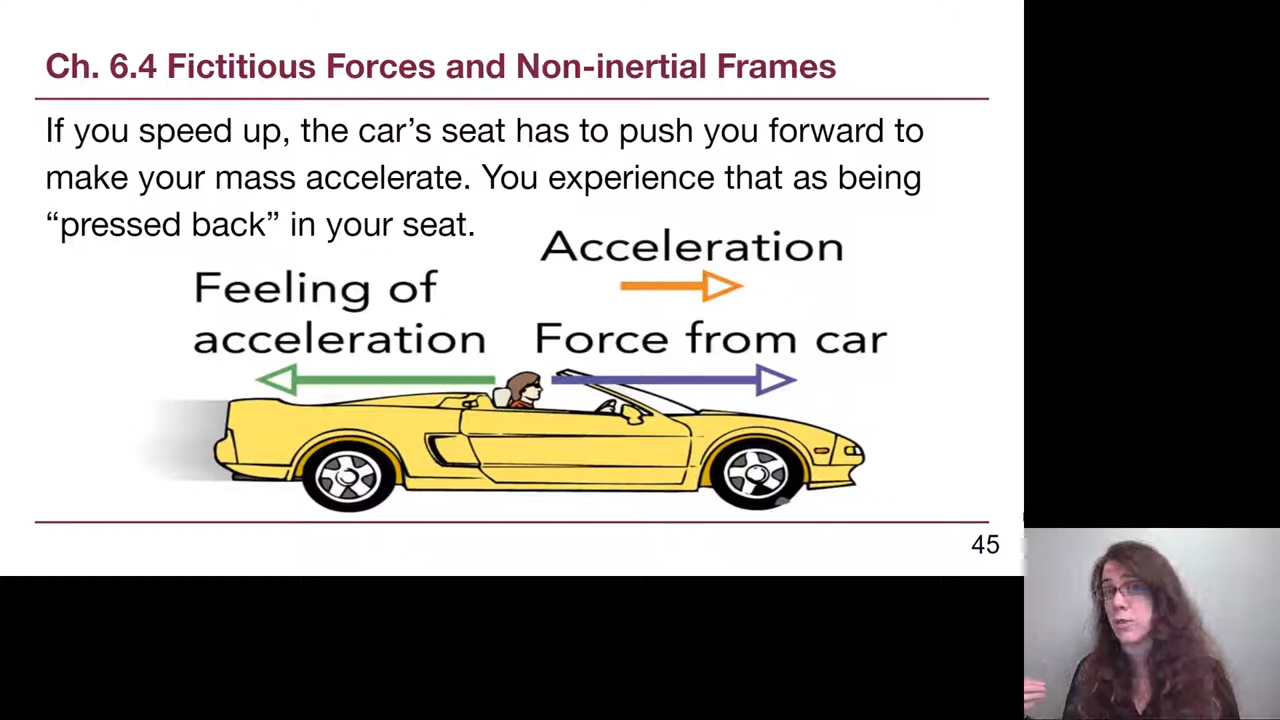 Ch. 6.4 Fictitious Forces and Non-inertial Frames
If you speed up, the car’s seat has to push you forward to
make your mass accelerate. You experience that as being
“pressed back” in your seat.
Acceleration
Feeling of
acceleration
Force from car
45